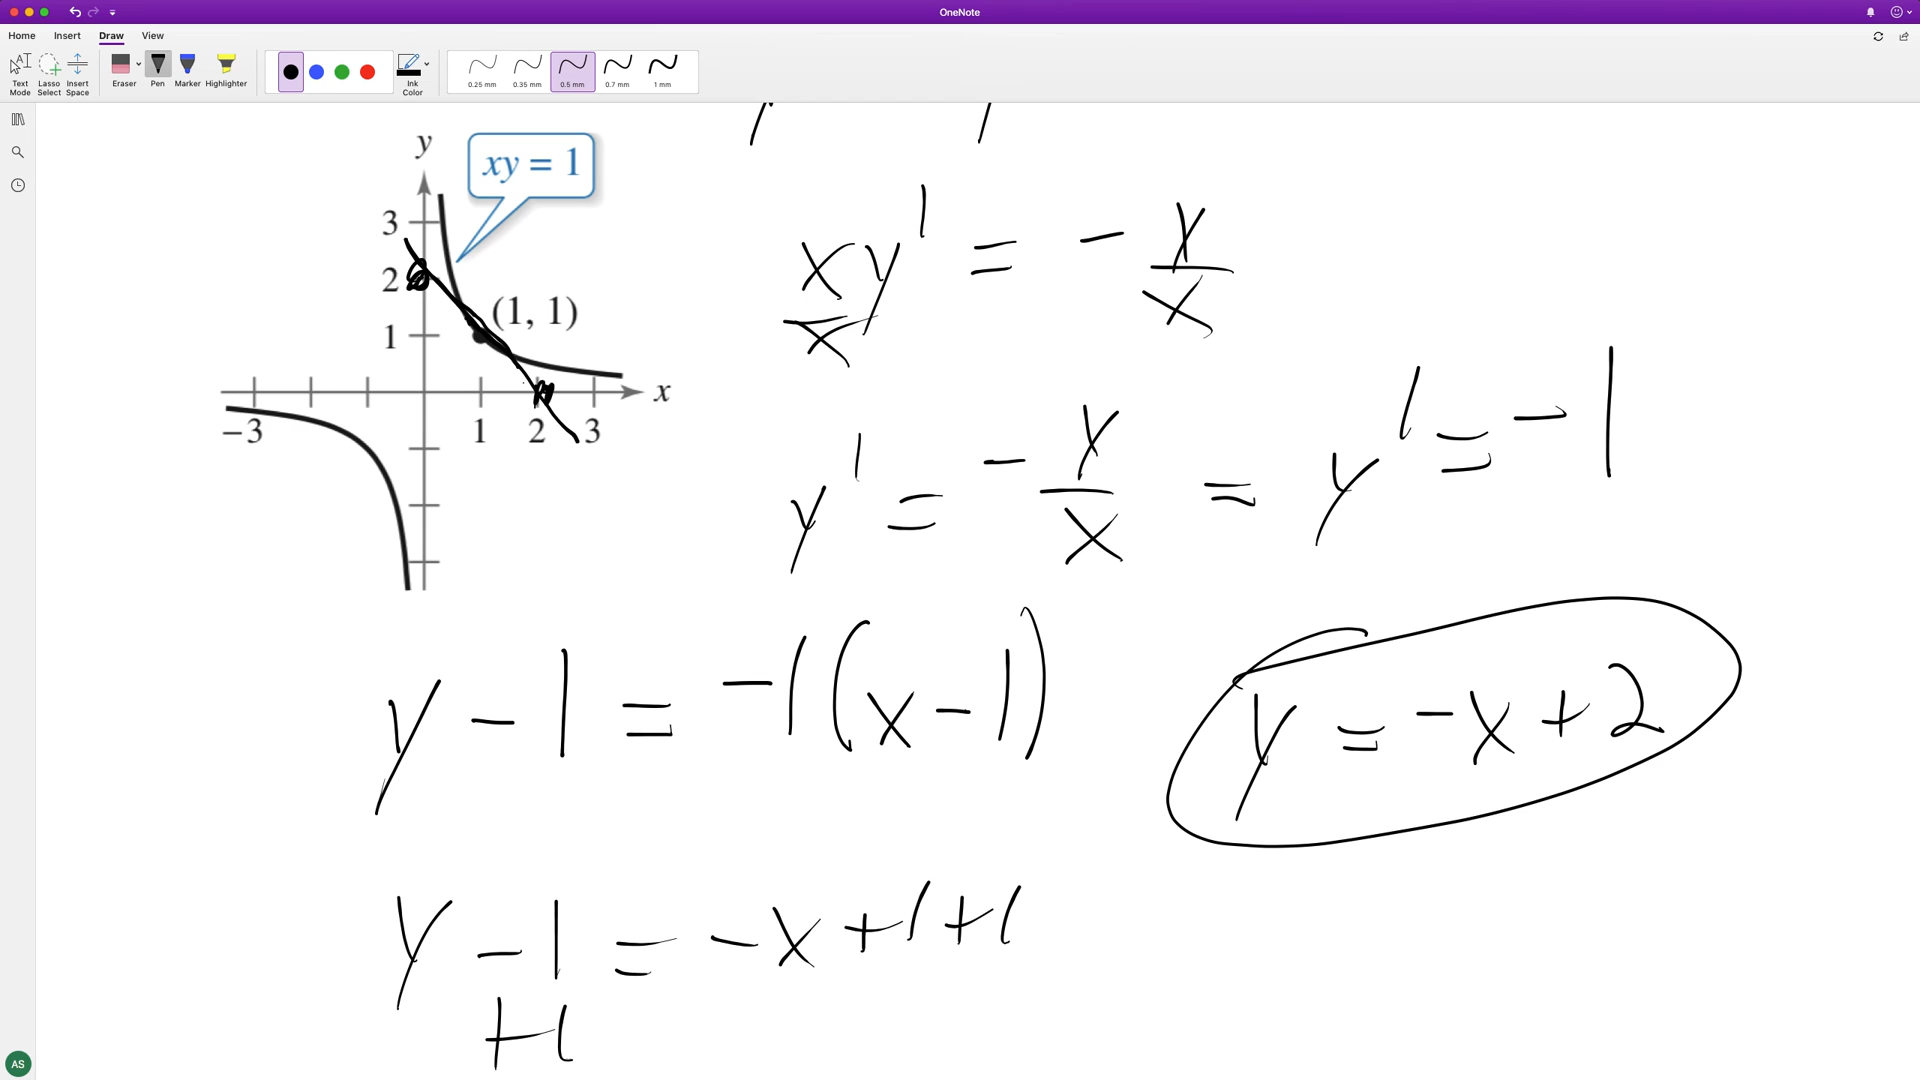 OneNote
Home Insert Draw View
Text Mode
Lasso Select
Insert Space
Eraser
Pen
Marker
Highlighter
Ink Color
0.25 mm
0.35 mm
0.5 mm
0.7 mm
1 mm
y
xy = 1
3
2
(1, 1)
1
x
−3 1 2 3
xy' = - y
x x
y' = -y/x = y' = -1
y - 1 = -1(x - 1)
y = -x + 2
y - 1 = -x + 1 + 1
+1
AS